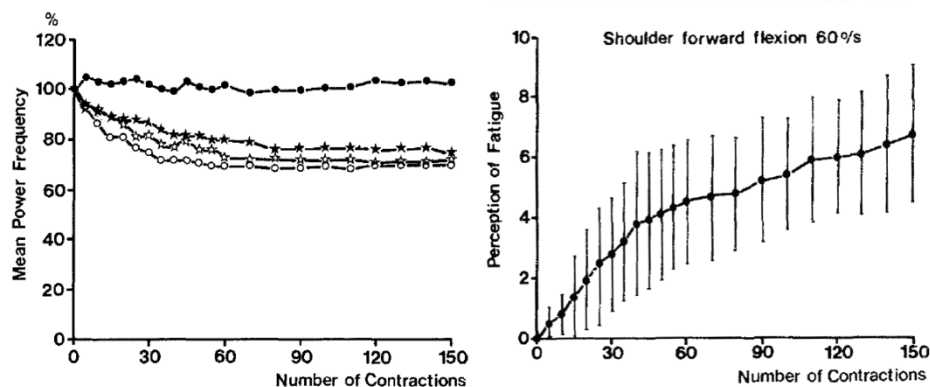 %
120
100
80
60
40
20
0
Mean Power Frequency
0 30 60 90 120 150
Number of Contractions
Shoulder forward flexion 60°/s
10
8
6
4
2
0
Perception of Fatigue
0 30 60 90 120 150
Number of Contractions